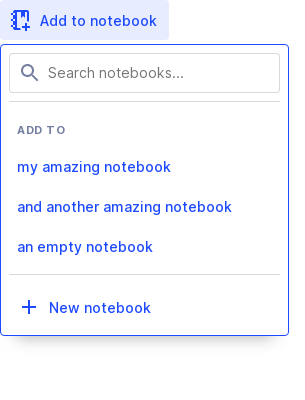 Add to notebook
Search notebooks...
ADD TO
my amazing notebook
and another amazing notebook
an empty notebook
New notebook